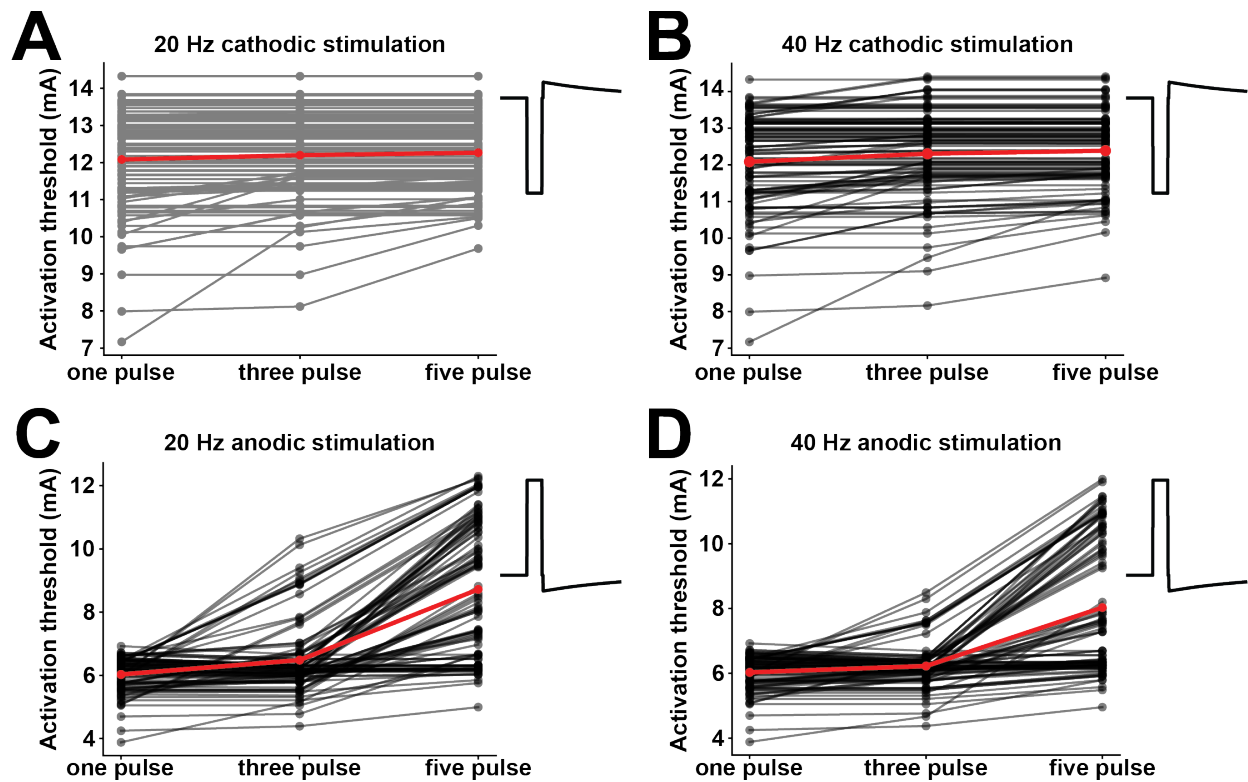 A
20 Hz cathodic stimulation
Activation threshold (mA)
14
13
12
11
10
9
8
7
one pulse three pulse five pulse
B
40 Hz cathodic stimulation
Activation threshold (mA)
14
13
12
11
10
9
8
7
one pulse three pulse five pulse
C
20 Hz anodic stimulation
Activation threshold (mA)
12
10
8
6
4
one pulse three pulse five pulse
D
40 Hz anodic stimulation
Activation threshold (mA)
12
10
8
6
4
one pulse three pulse five pulse